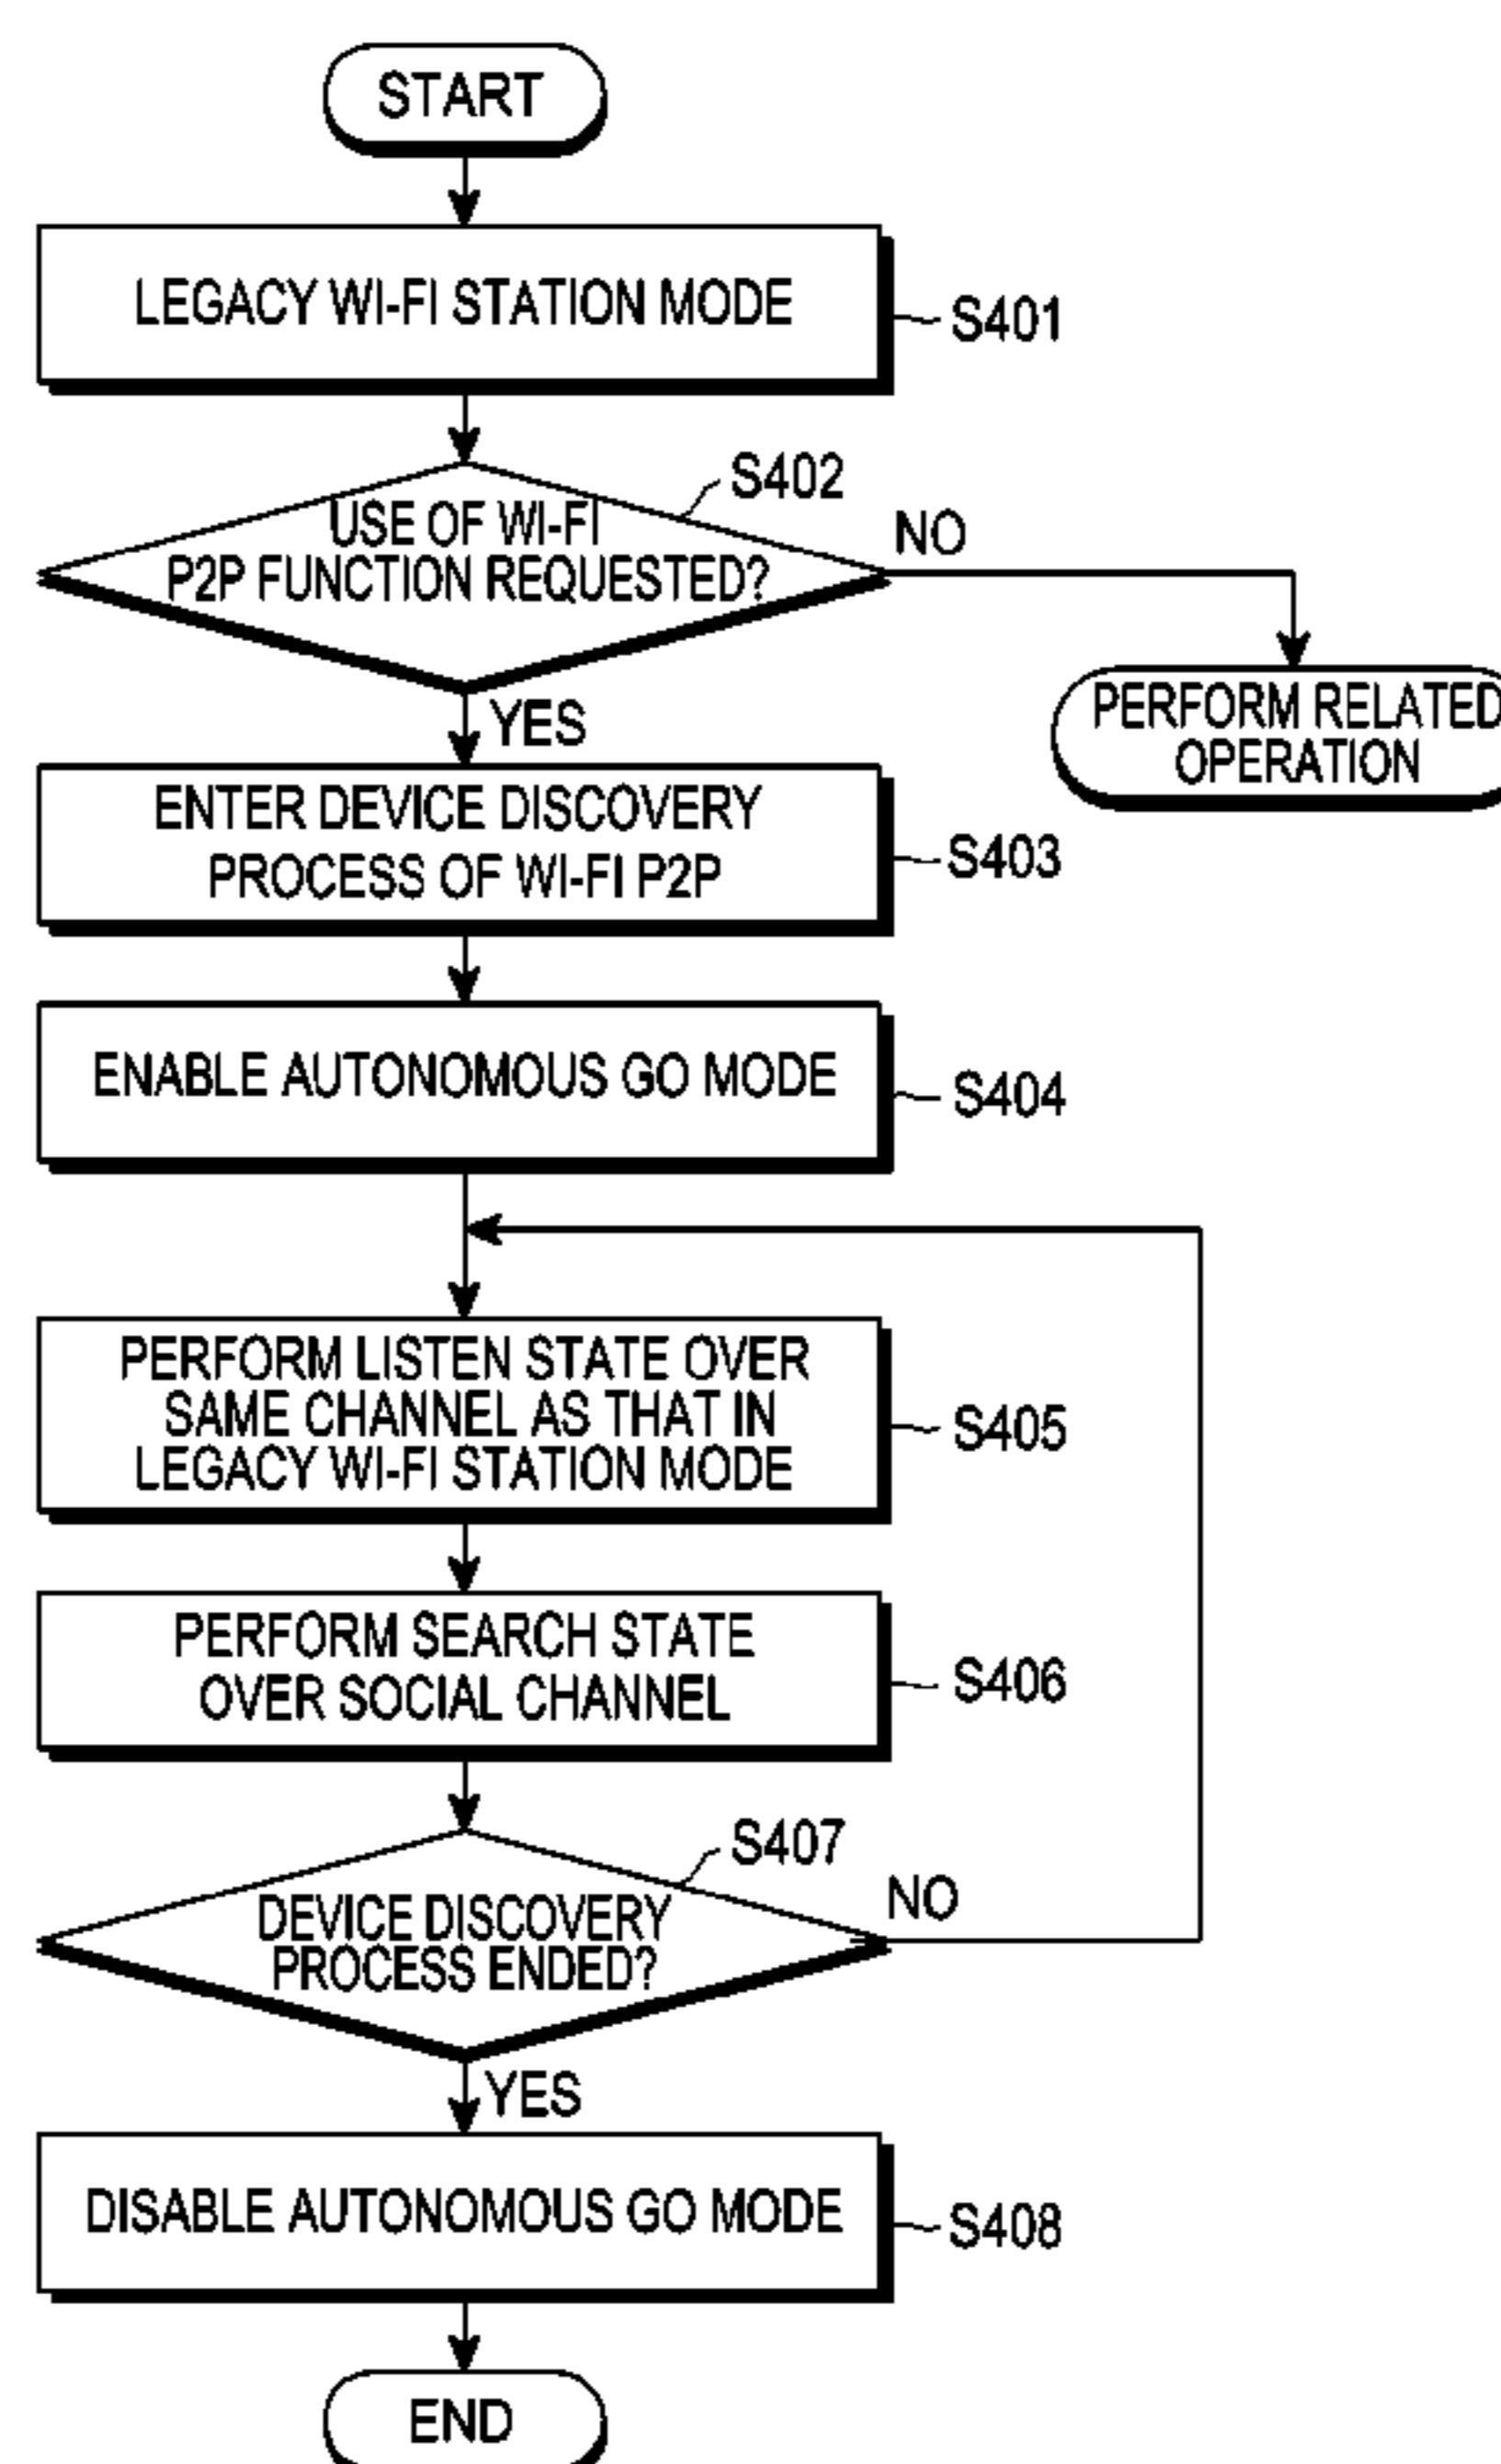 START
LEGACY WI-FI STATION MODE
S401
S402
USE OF WI-FI
P2P FUNCTION REQUESTED?
NO
PERFORM RELATED
OPERATION
YES
ENTER DEVICE DISCOVERY
PROCESS OF WI-FI P2P
S403
ENABLE AUTONOMOUS GO MODE
S404
PERFORM LISTEN STATE OVER
SAME CHANNEL AS THAT IN
LEGACY WI-FI STATION MODE
S405
PERFORM SEARCH STATE
OVER SOCIAL CHANNEL
S406
S407
DEVICE DISCOVERY
PROCESS ENDED?
NO
YES
DISABLE AUTONOMOUS GO MODE
S408
END